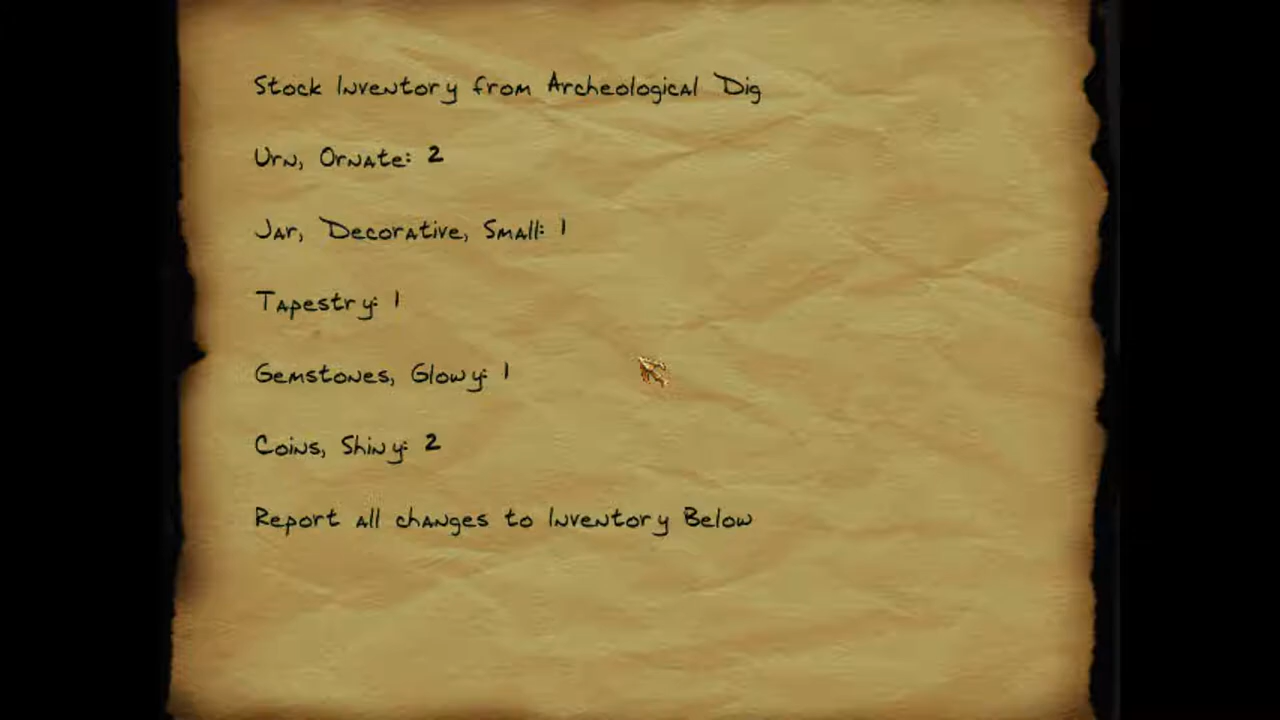 Stock Inventory from Archeological Dig
Urn, Ornate: 2
Jar, Decorative, Small: 1
Tapestry: 1
Gemstones, Glowy: 1
Coins, Shiny: 2
Report all changes to Inventory Below